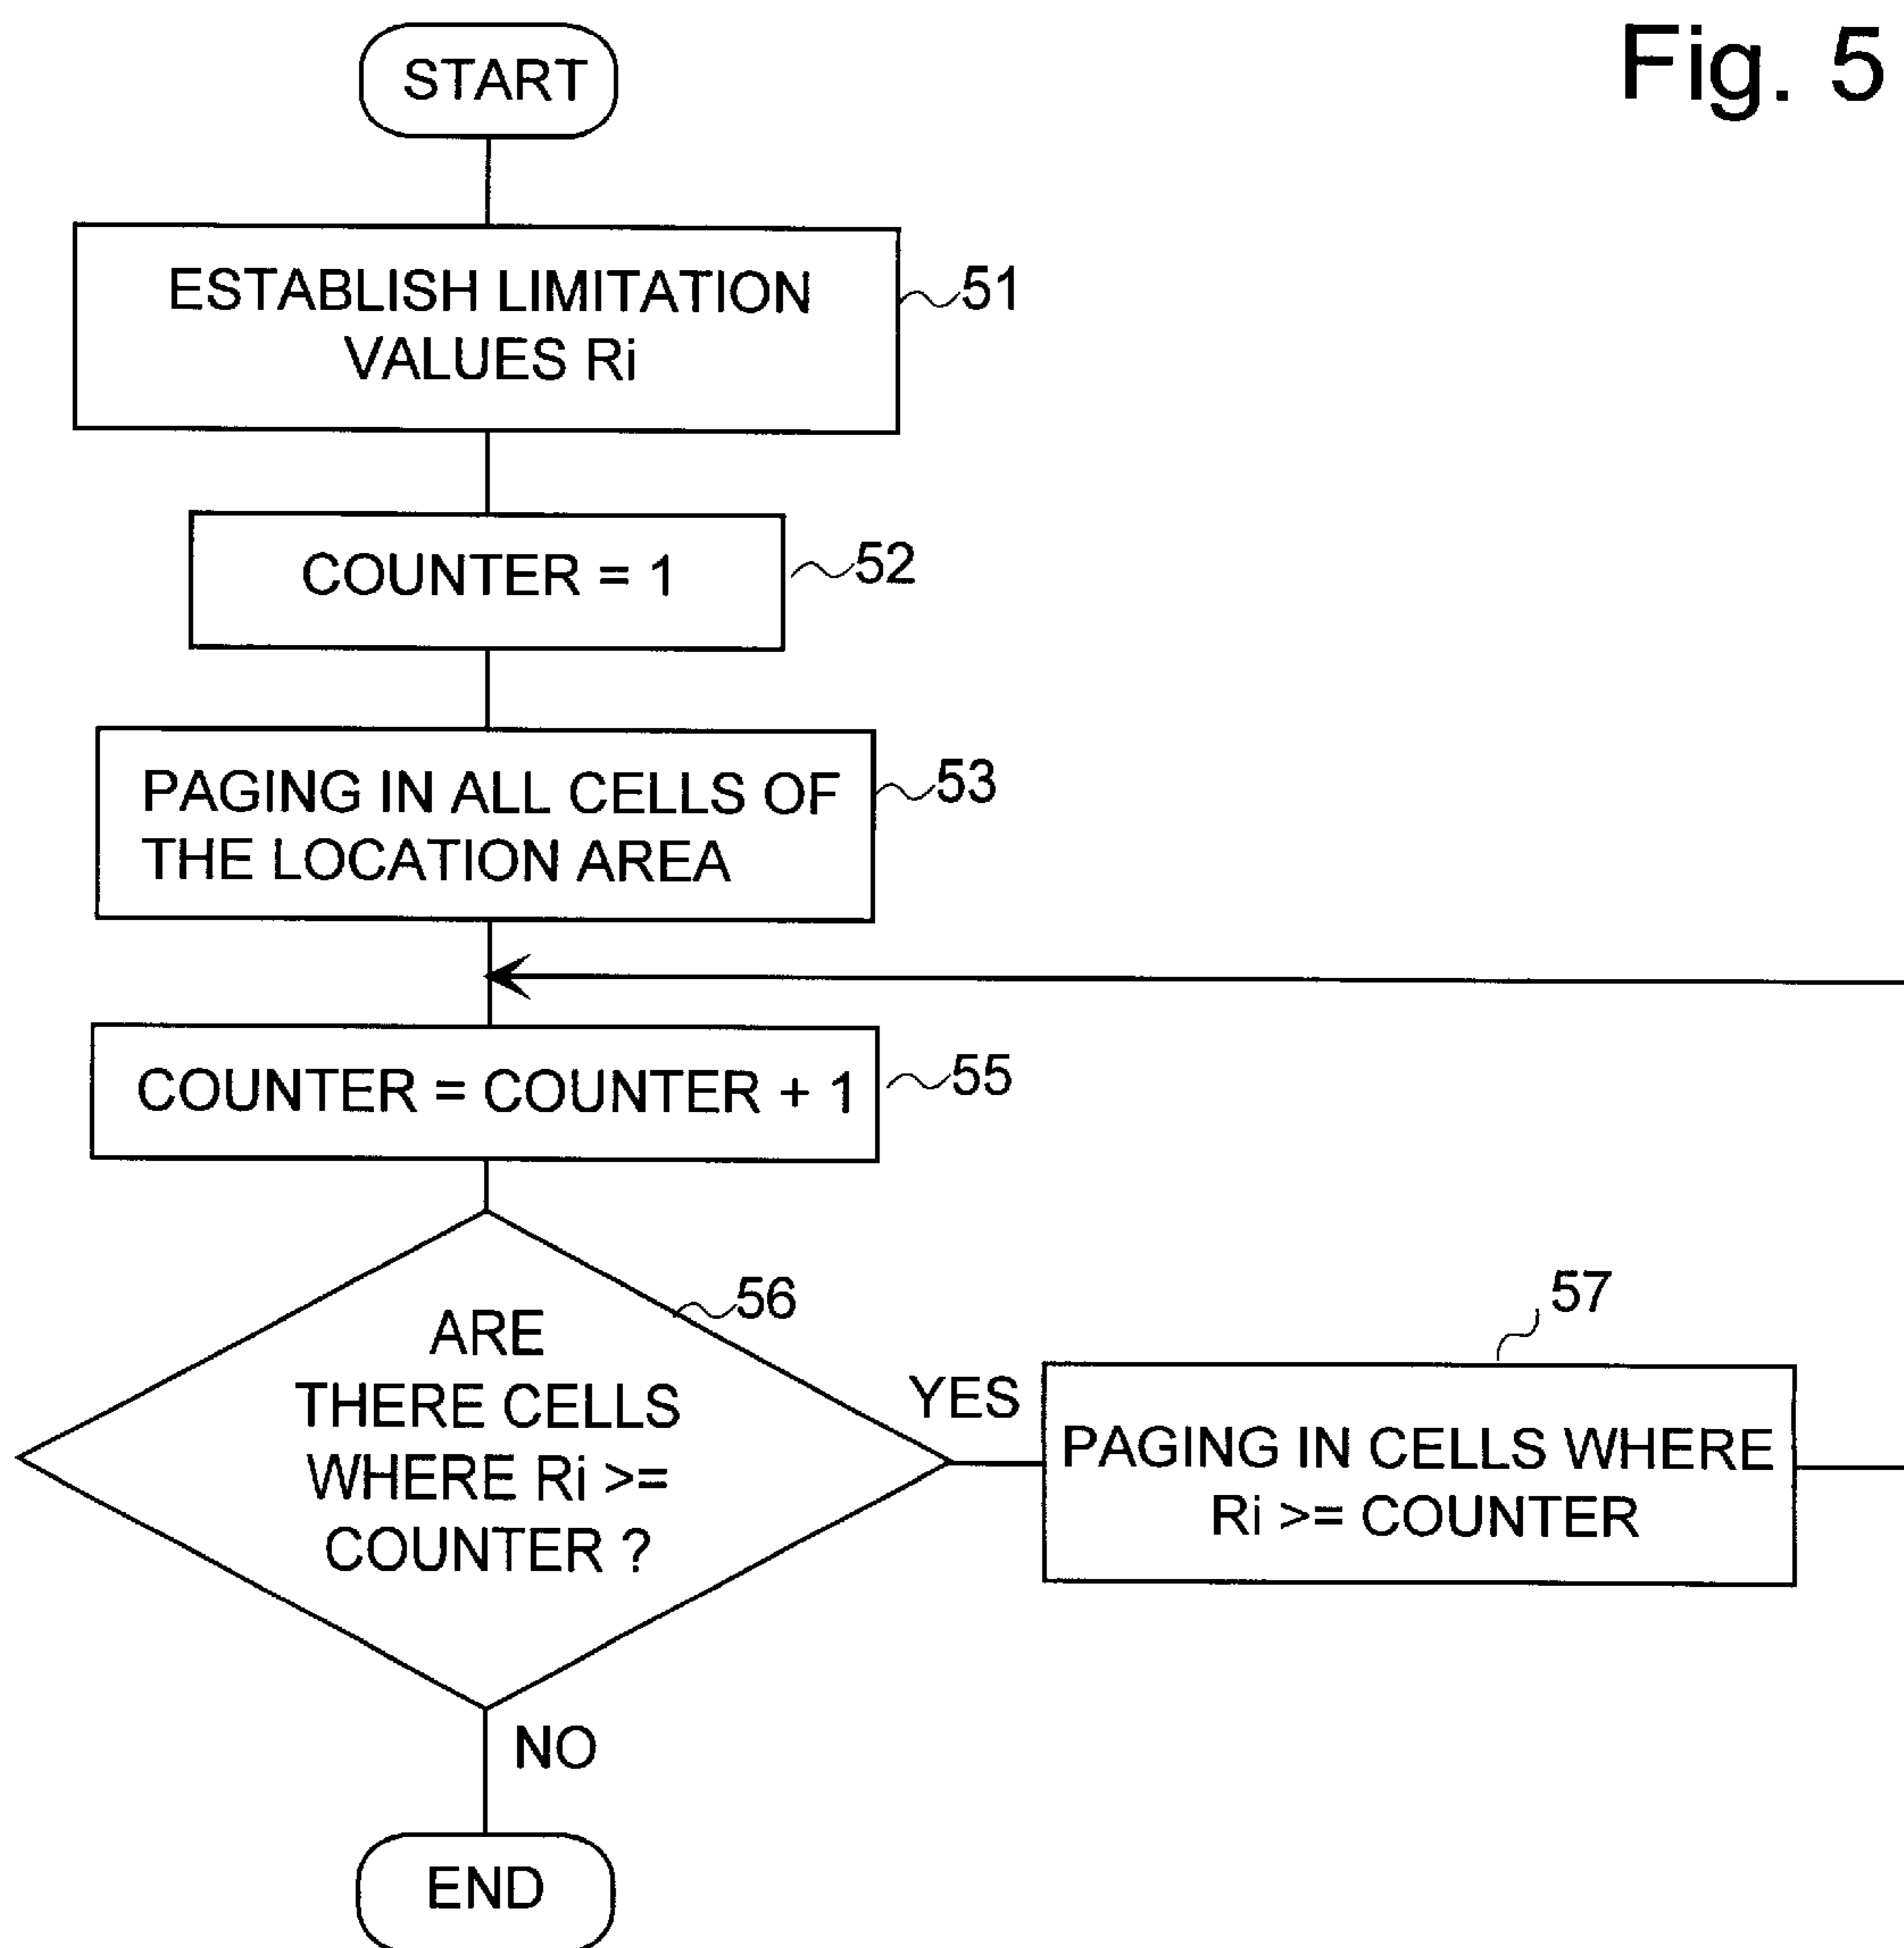 Fig. 5
START
ESTABLISH LIMITATION
VALUES Ri
51
COUNTER = 1
52
PAGING IN ALL CELLS OF
THE LOCATION AREA
53
COUNTER = COUNTER + 1
55
ARE
THERE CELLS
WHERE Ri >=
COUNTER ?
56
YES
57
PAGING IN CELLS WHERE
Ri >= COUNTER
NO
END